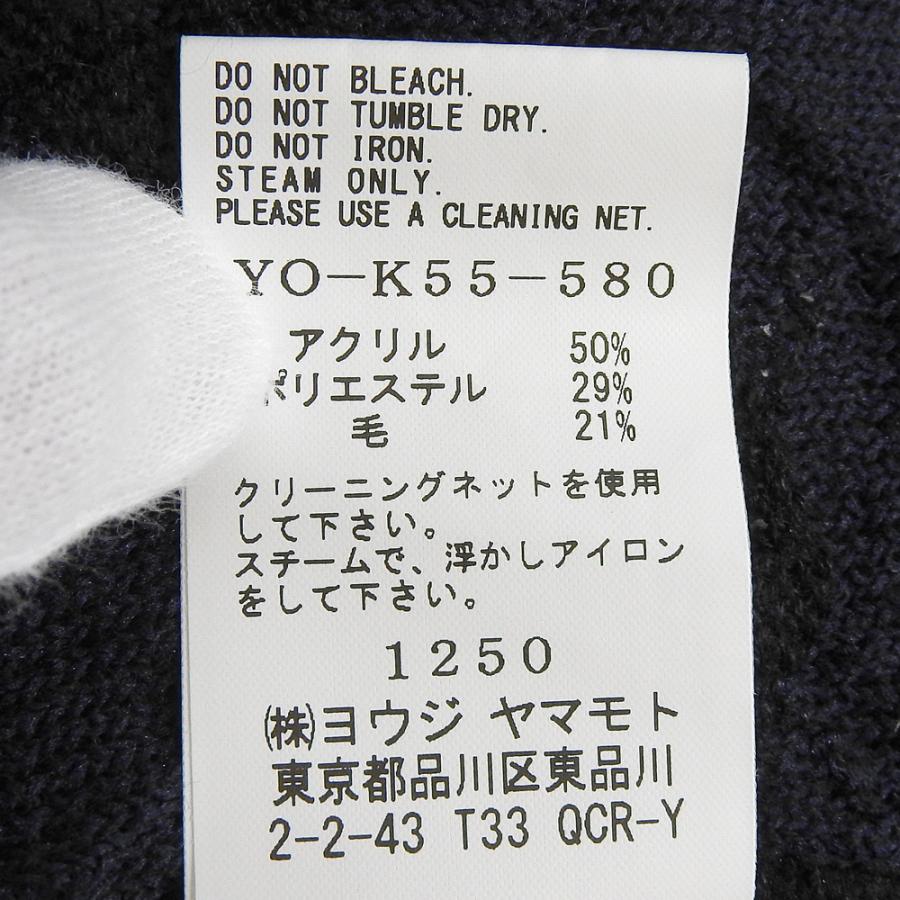 DO NOT BLEACH.
DO NOT TUMBLE DRY.
DO NOT IRON.
STEAM ONLY.
PLEASE USE A CLEANING NET.
YO-K55-580
アクリル 50%
ポリエステル 29%
毛 21%
クリーニングネットを使用
して下さい。
スチームで、浮かしアイロン
をして下さい。
1250
(株)ヨウジ ヤマモト
東京都品川区東品川
2-2-43 T33 QCR-Y